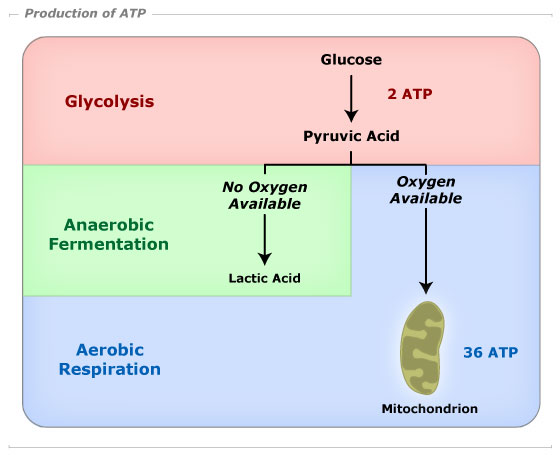 Production of ATP
Glucose
Glycolysis
2 ATP
Pyruvic Acid
No Oxygen
Available
Oxygen
Available
Anaerobic
Fermentation
Lactic Acid
Aerobic
Respiration
36 ATP
Mitochondrion